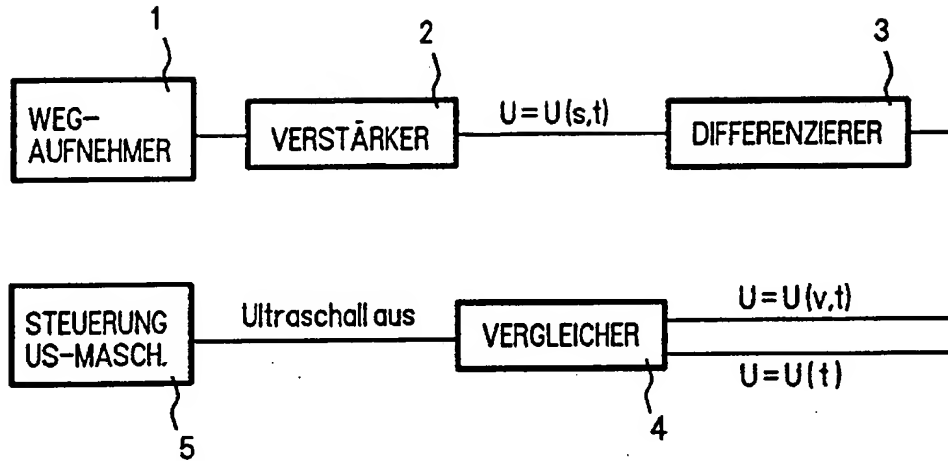 1
2
3
WEG-
AUFNEHMER
VERSTÄRKER
U=U(s,t)
DIFFERENZIERER
STEUERUNG
US-MASCH.
Ultraschall aus
VERGLEICHER
U=U(v,t)
U=U(t)
5
4